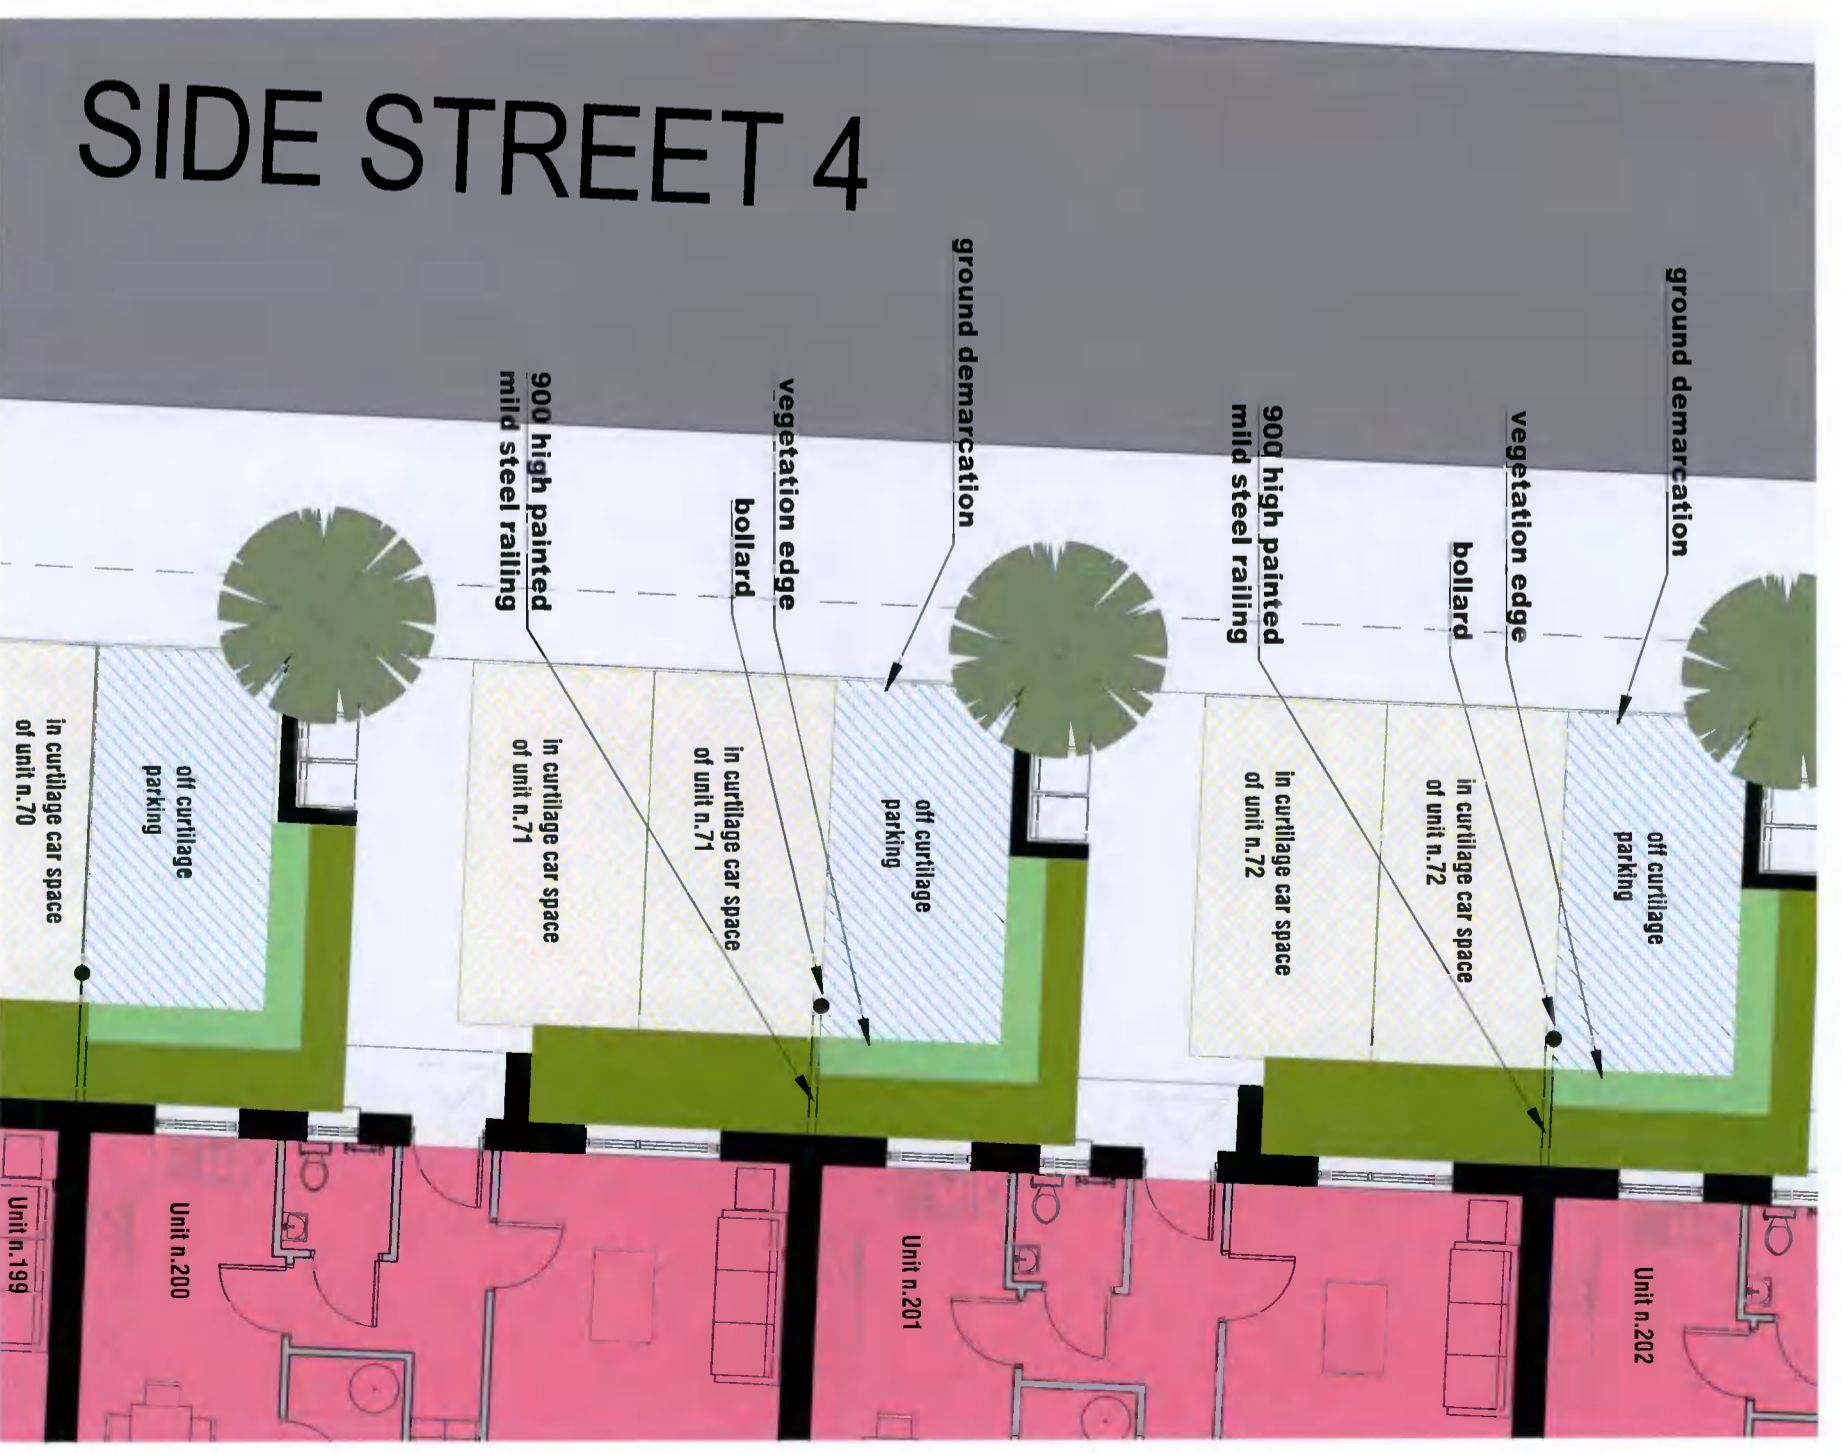 SIDE STREET 4
ground demarcation
vegetation edge
bollard
900 high painted
mild steel railing
ground demarcation
vegetation edge
bollard
900 high painted
mild steel railing
in curtilage car space
of unit n.70
off curtilage
parking
in curtilage car space
of unit n.71
in curtilage car space
of unit n.71
off curtilage
parking
in curtilage car space
of unit n.72
in curtilage car space
of unit n.72
off curtilage
parking
Unit n.199
Unit n.200
Unit n.201
Unit n.202